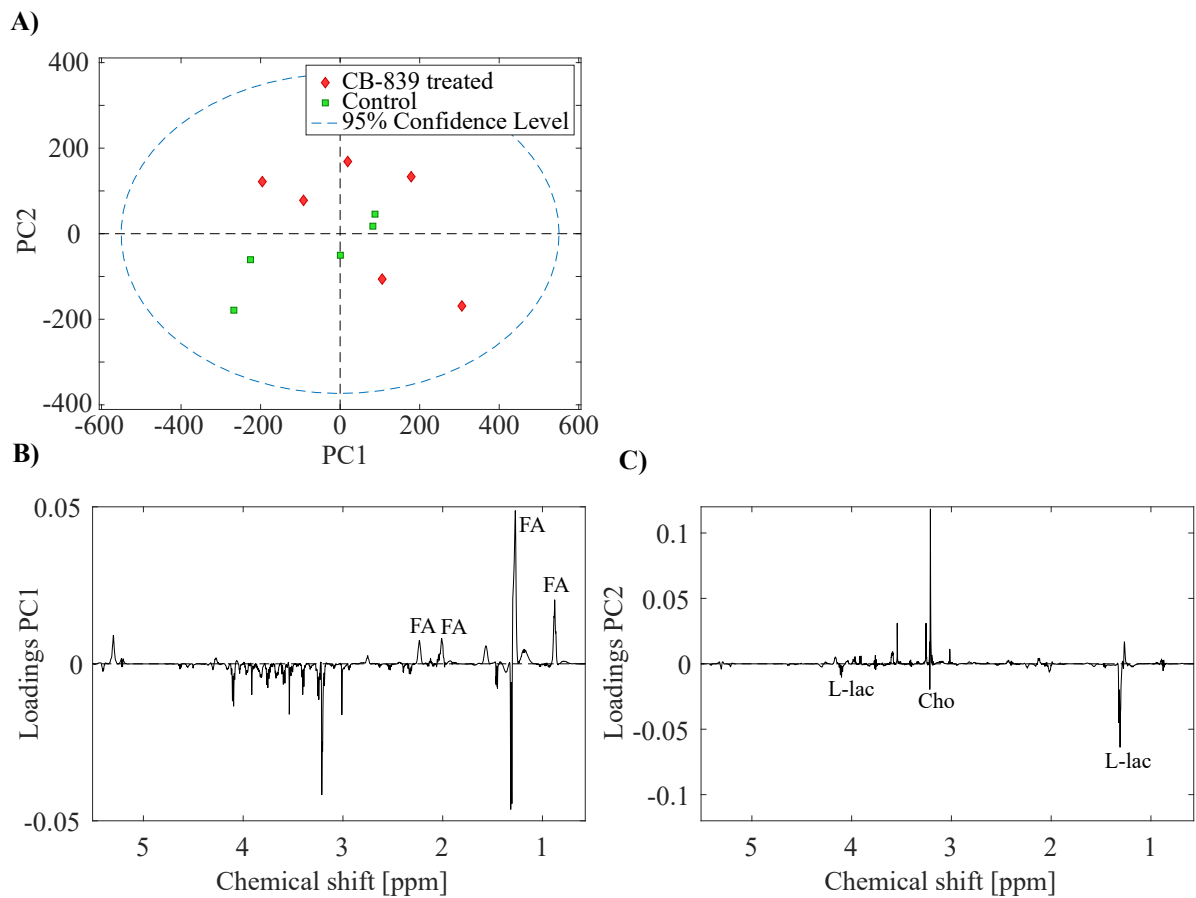 A)
400
200
0
-200
-400
PC2
CB-839 treated
Control
95% Confidence Level
-600 -400 -200 0 200 400 600
PC1
B)
0.05
0
-0.05
Loadings PC1
FA
FA
FA FA
5 4 3 2 1
Chemical shift [ppm]
C)
0.1
0.05
0
-0.05
-0.1
Loadings PC2
L-lac
Cho
L-lac
5 4 3 2 1
Chemical shift [ppm]